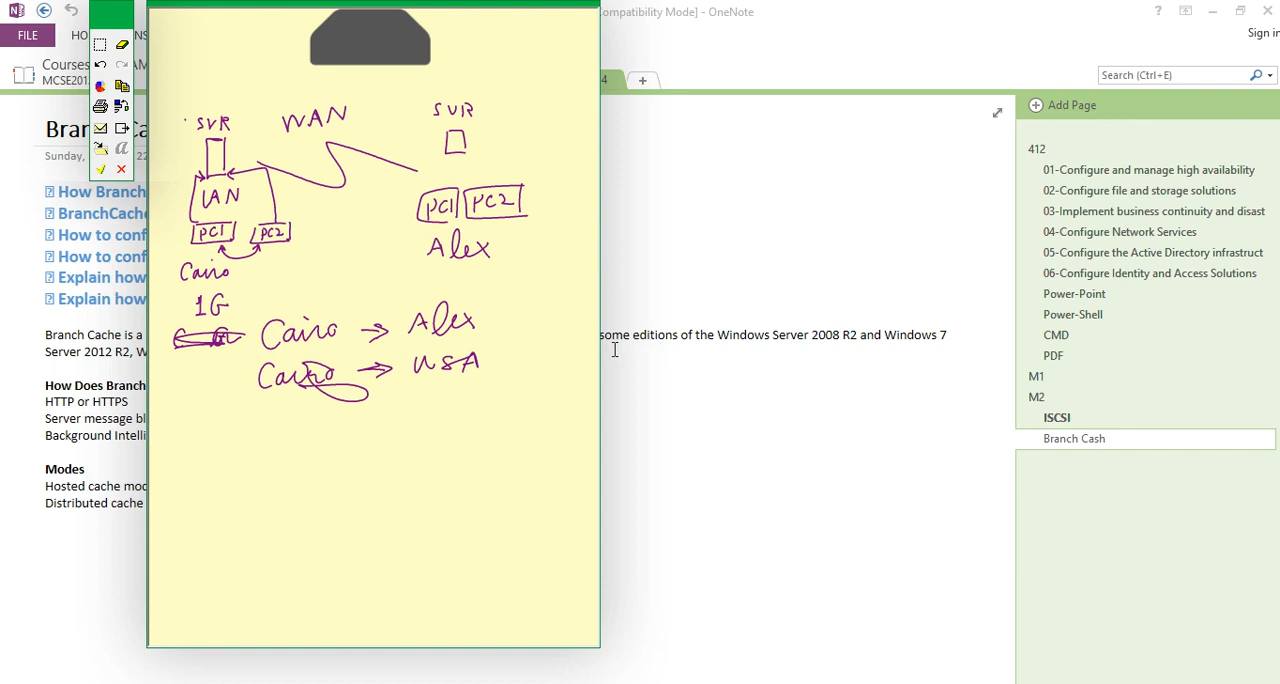 Compatibility Mode] - OneNote
?
FILE
HO
NS
Sign in
Courses
AM
MCSE201
4
Search (Ctrl+E)
Add Page
SVR
WAN
SVR
LAN
PC1
PC2
PC1
PC2
Cairo
Alex
1G
Cairo → Alex
Cairo → USA
Bran
Sunday,
22
How Branch
BranchCache
How to conf
How to conf
Explain how
Explain how
Branch Cache is a
some editions of the Windows Server 2008 R2 and Windows 7
Server 2012 R2, W
How Does Branch
HTTP or HTTPS
Server message bl
Background Intelli
Modes
Hosted cache mod
Distributed cache
412
01-Configure and manage high availability
02-Configure file and storage solutions
03-Implement business continuity and disast
04-Configure Network Services
05-Configure the Active Directory infrastruct
06-Configure Identity and Access Solutions
Power-Point
Power-Shell
CMD
PDF
M1
M2
ISCSI
Branch Cash